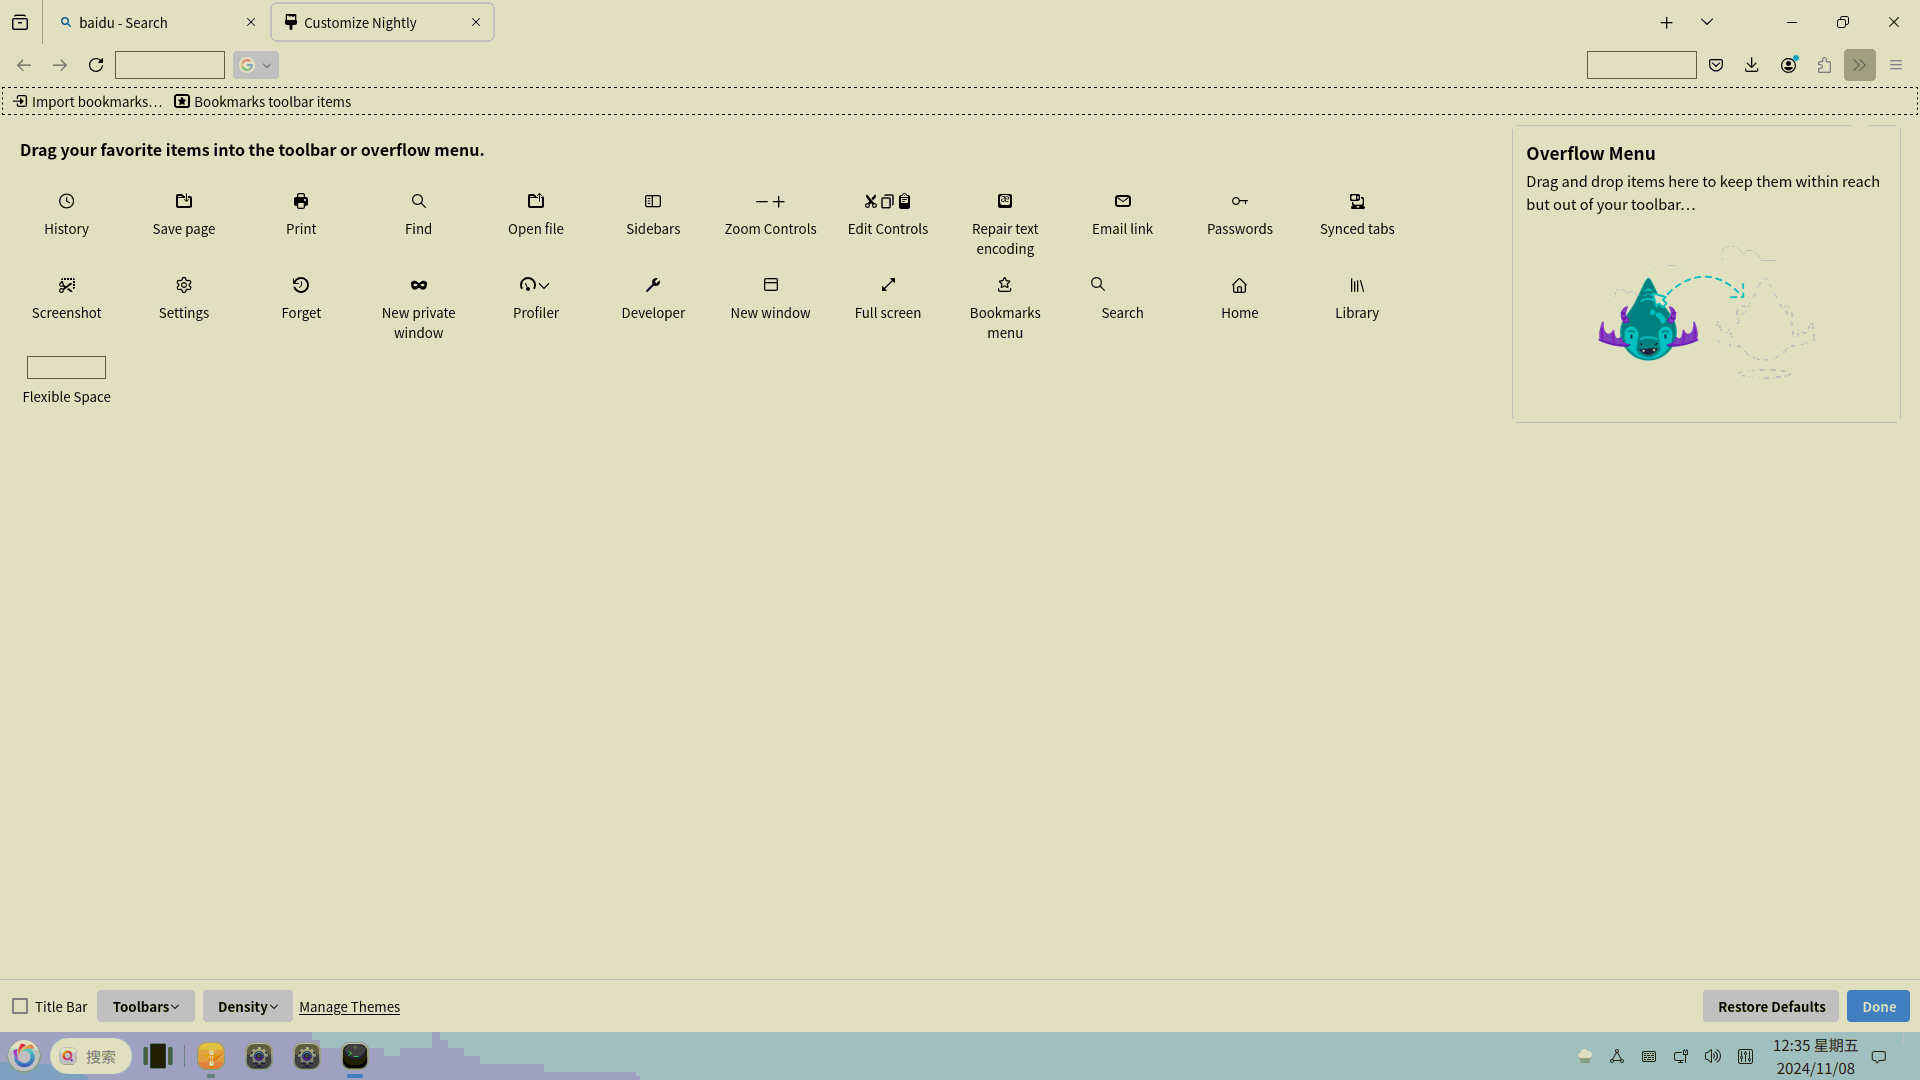 baidu - Search
Customize Nightly
Import bookmarks…
Bookmarks toolbar items
Drag your favorite items into the toolbar or overflow menu.
History
Save page
Print
Find
Open file
Sidebars
Zoom Controls
Edit Controls
Repair text
encoding
Email link
Passwords
Synced tabs
Screenshot
Settings
Forget
New private
window
Profiler
Developer
New window
Full screen
Bookmarks
menu
Search
Home
Library
Flexible Space
Overflow Menu
Drag and drop items here to keep them within reach
but out of your toolbar…
Title Bar
Toolbars
Density
Manage Themes
Restore Defaults
Done
搜索
12:35 星期五
2024/11/08